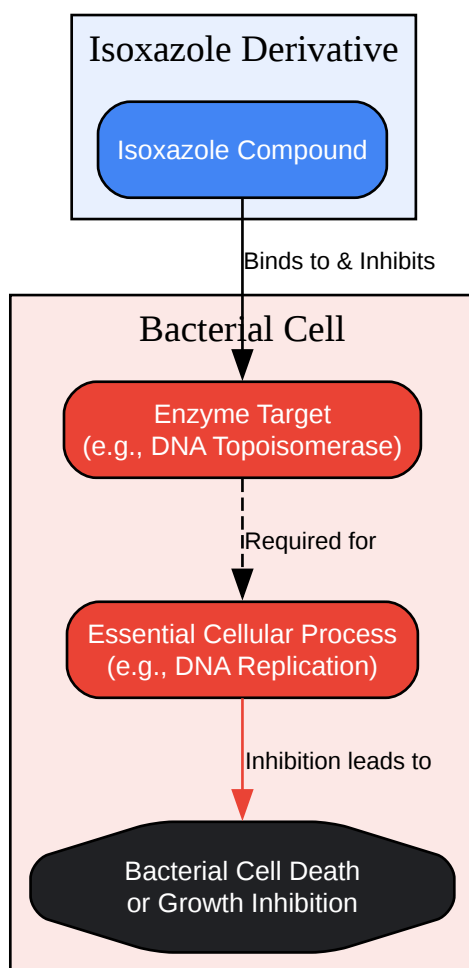 Isoxazole Derivative
Isoxazole Compound
Binds to & Inhibits
Bacterial Cell
Enzyme Target
(e.g., DNA Topoisomerase)
Required for
Essential Cellular Process
(e.g., DNA Replication)
Inhibition leads to
Bacterial Cell Death
or Growth Inhibition